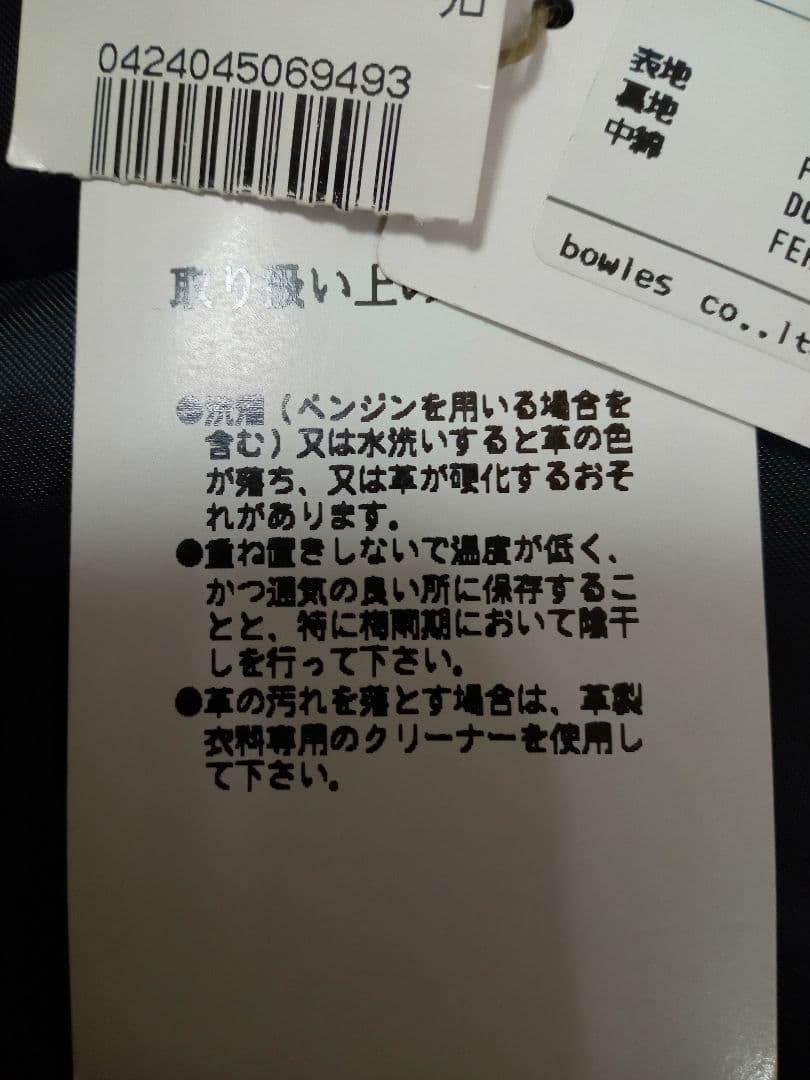 0424045069493
表地
裏地
中綿
DO
FE
bowles co.,lt
取り扱い上の
●洗濯(ベンジンを用いる場合を
含む)又は水洗いすると革の色
が落ち、又は革が硬化するおそ
れがあります。
●重ね置きしないで温度が低く、
かつ通気の良い所に保存するこ
とと、特に梅雨期において陰干
しを行って下さい。
●革の汚れを落とす場合は、革製
衣料専用のクリーナーを使用し
て下さい。